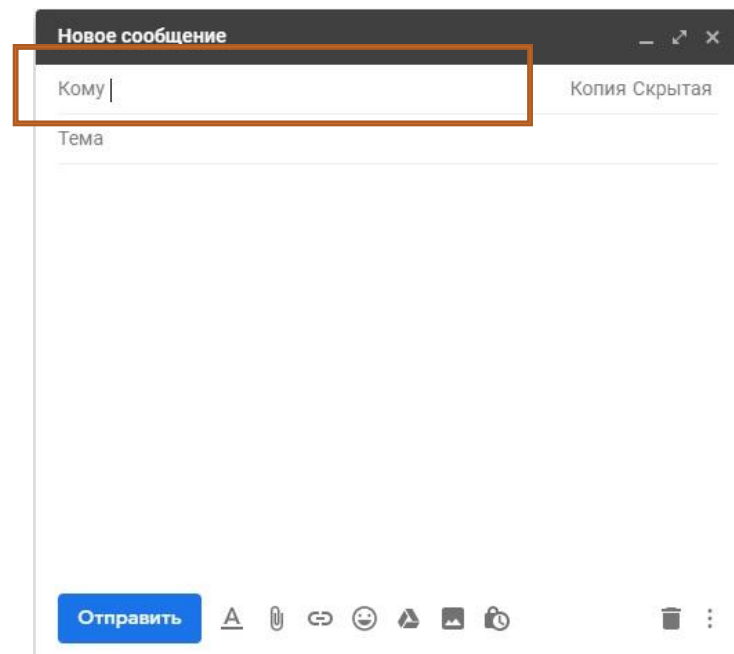 Новое сообщение
Кому
Копия Скрытая
Тема
Отправить